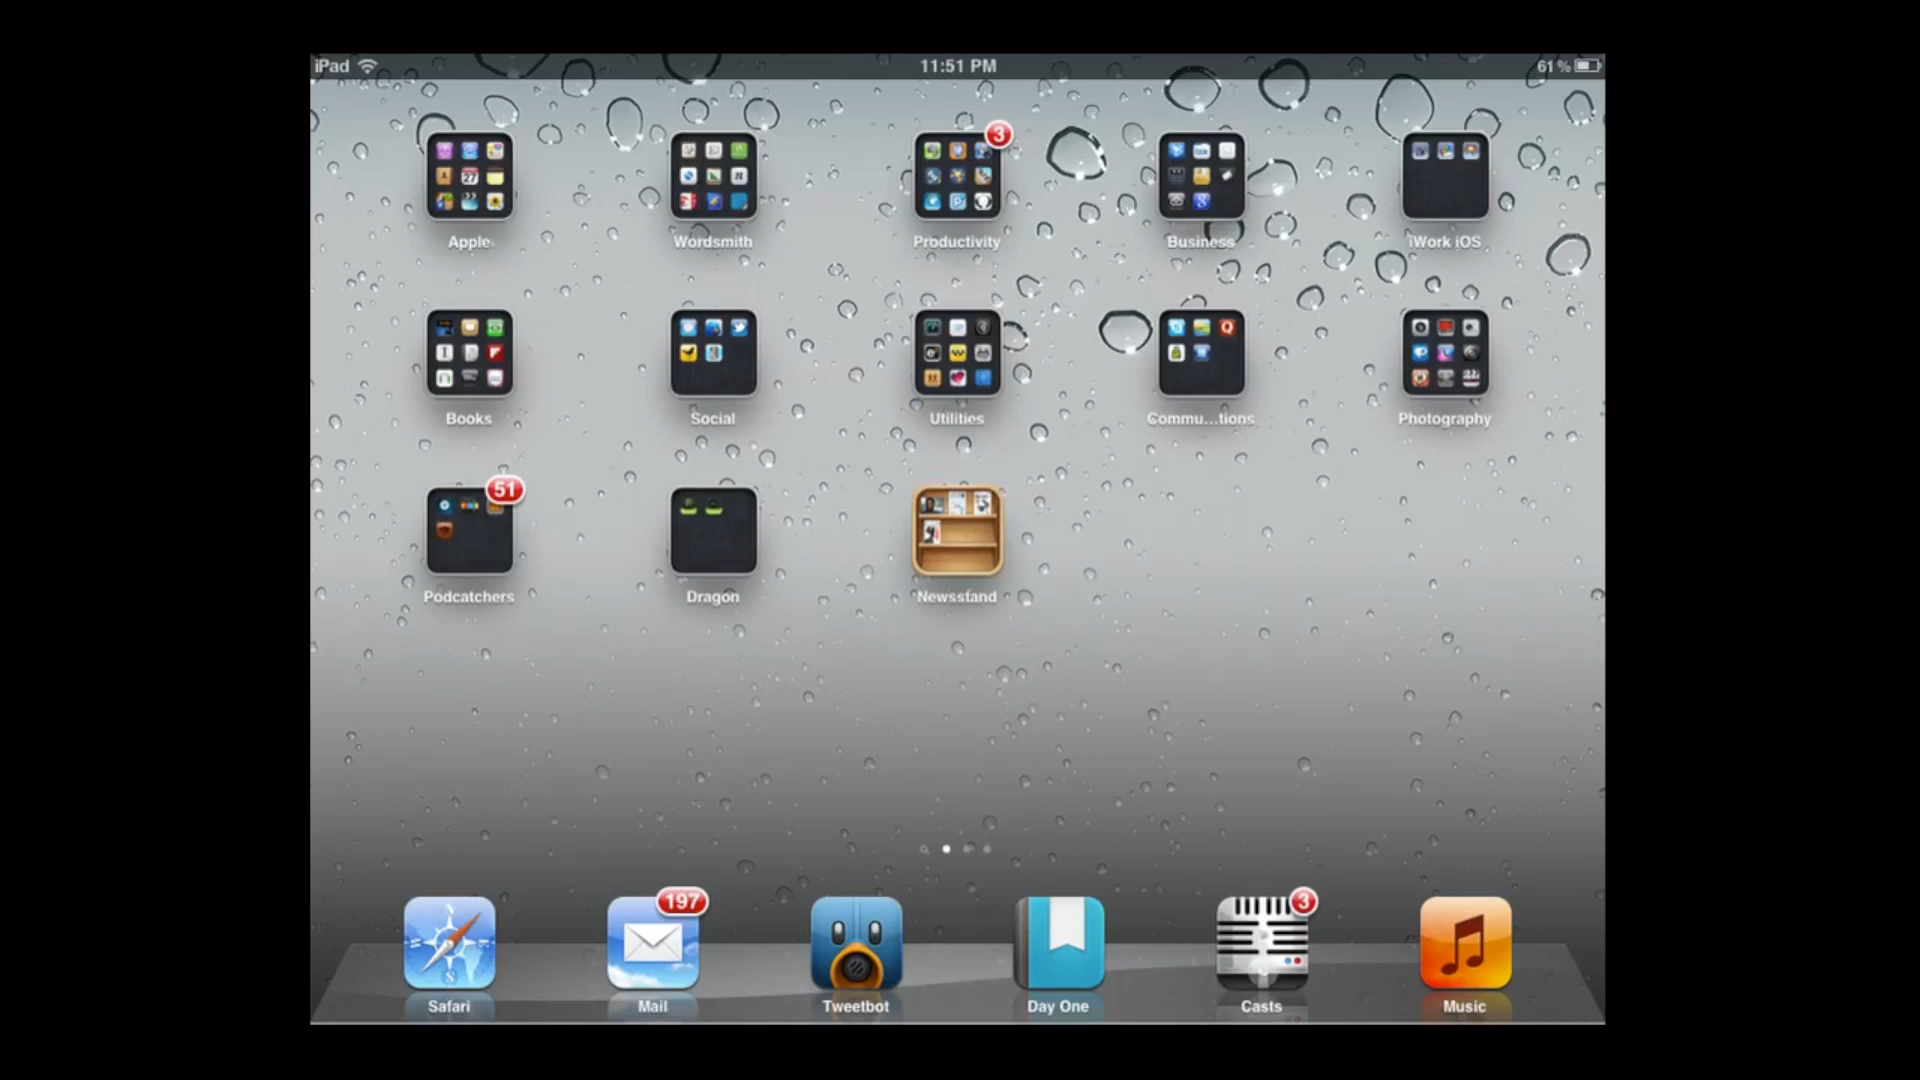 iPad 11:51 PM 61%
3
Apple Wordsmith Productivity Business iWork iOS
27
Books Social Utilities Commu...tions Photography
51
Podcatchers Dragon Newsstand
197 3
Safari Mail Tweetbot Day One Casts Music